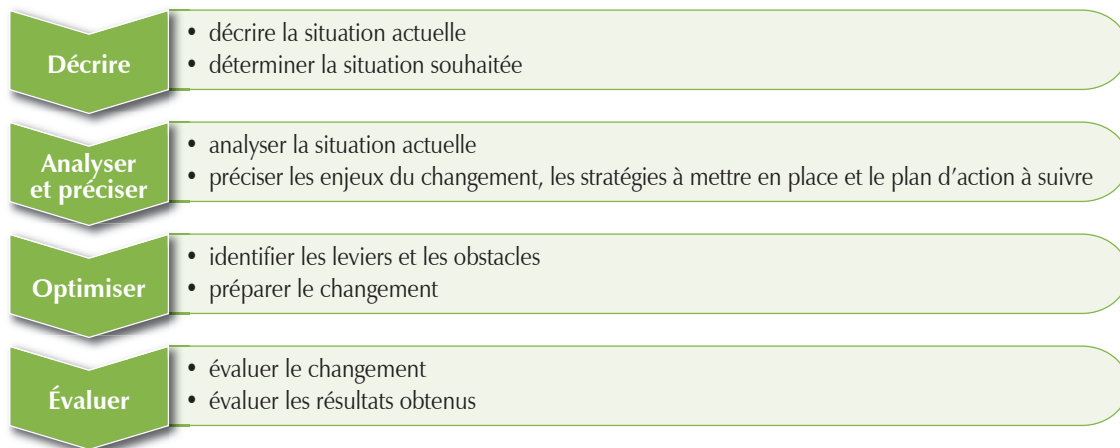 Décrire
• décrire la situation actuelle
• déterminer la situation souhaitée
Analyser
et préciser
• analyser la situation actuelle
• préciser les enjeux du changement, les stratégies à mettre en place et le plan d’action à suivre
Optimiser
• identifier les leviers et les obstacles
• préparer le changement
Évaluer
• évaluer le changement
• évaluer les résultats obtenus